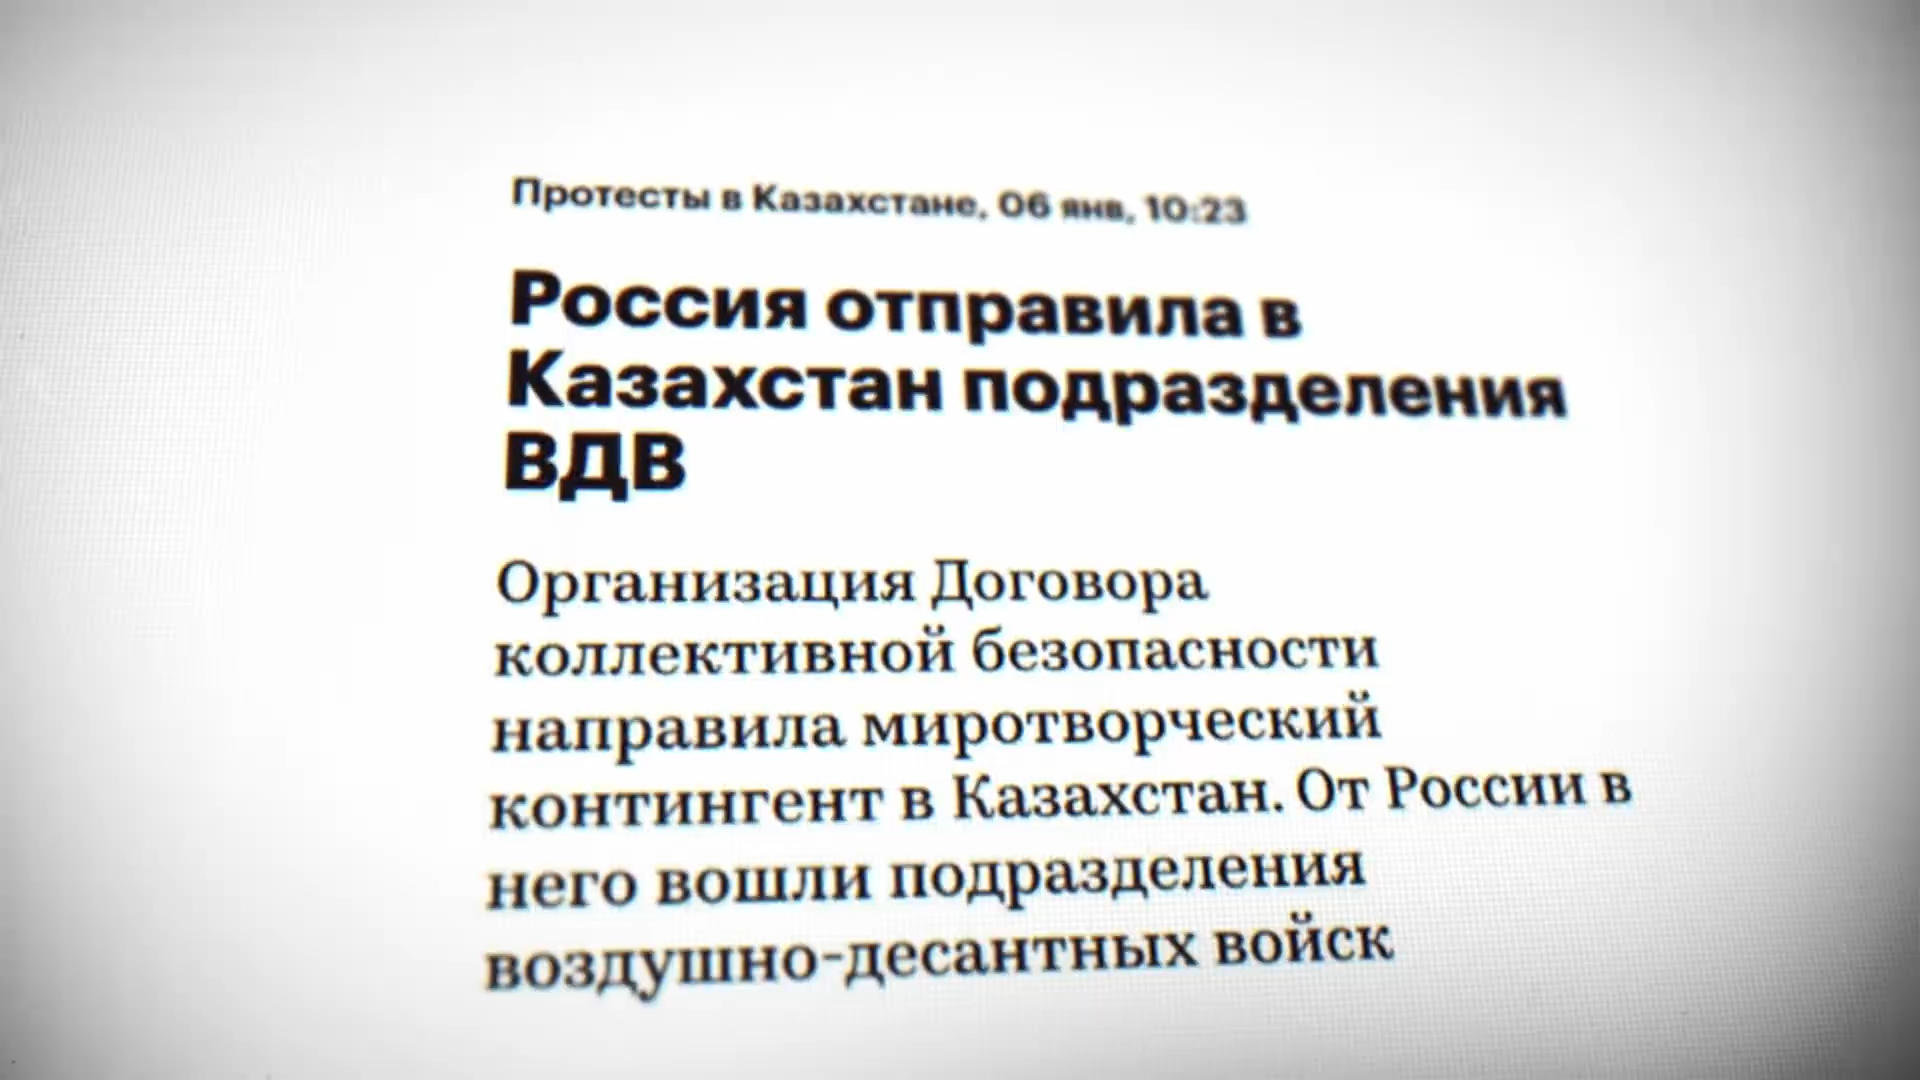 Протесты в Казахстане, 06 янв, 10:23
Россия отправила в
Казахстан подразделения
ВДВ
Организация Договора
коллективной безопасности
направила миротворческий
контингент в Казахстан. От России в
него вошли подразделения
воздушно-десантных войск